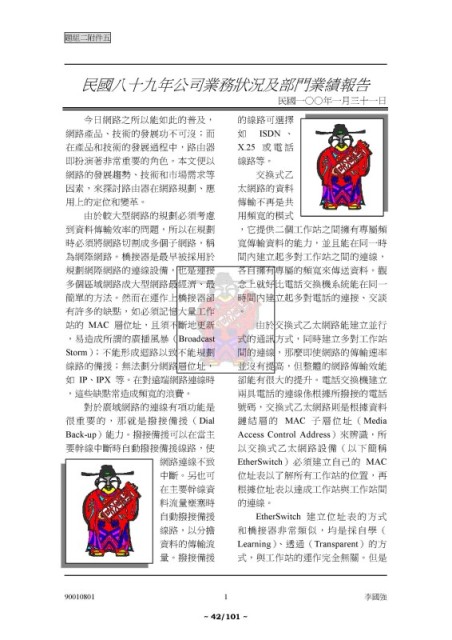 題組二附件五
民國八十九年公司業務狀況及部門業績報告
民國一○○年一月三十一日
今日網路之所以能如此的普及，
網路產品、技術的發展功不可沒；而
在產品和技術的發展過程中，路由器
即扮演著非常重要的角色。本文便以
網路的發展趨勢、技術和市場需求等
因素，來探討路由器在網路規劃、應
用上的定位和變革。
由於較大型網路的規劃必須考慮
到資料傳輸效率的問題，所以在規劃
時必須將網路切割成多個子網路，稱
為網際網路。橋接器是最早被採用於
規劃網際網路的連線設備，也是連接
多個區域網路成大型網路最經濟、最
簡單的方法，然而在運作上橋接器卻
有許多的缺點，如必須記憶大量工作
站的 MAC 層位址，且須不斷地更新
，易造成所謂的廣播風暴（Broadcast
Storm）；不能形成迴路以致不能規劃
線路的備援；無法劃分網路層位址，
如 IP、IPX 等。在對遠端網路連線時
，這些缺點常造成頻寬的浪費。
對於廣域網路的連線有項功能是
很重要的，那就是撥接備援（Dial
Back-up）能力。撥接備援可以在當主
要幹線中斷時自動撥接備援線路，使
網路連線不致
中斷。另也可
在主要幹線資
料流量壅塞時
自動撥接備援
線路，以分擔
資料的傳輸流
量。撥接備援
的線路可選擇
如 ISDN 、
X.25 或電話
線路等。
交換式乙
太網路的資料
傳輸不再是共
用頻寬的模式
，它提供二個工作站之間擁有專屬頻
寬傳輸資料的能力，並且能在同一時
間內建立起多對工作站之間的連線，
各自擁有專屬的頻寬來傳送資料。觀
念上就好比電話交換機系統能在同一
時間內建立起多對電話的連接、交談
。
由於交換式乙太網路能建立並行
式的通訊方式，同時建立多對工作站
間的連線，那麼即使網路的傳輸速率
並沒有提高，但整體的網路傳輸效能
卻能有很大的提升。電話交換機建立
兩具電話的連線係根據所撥接的電話
號碼，交換式乙太網路則是根據資料
鏈結層的 MAC 子層位址（Media
Access Control Address）來辨識，所
以交換式乙太網路設備（以下簡稱
EtherSwitch）必須建立自己的 MAC
位址表以了解所有工作站的位置，再
根據位址表以達成工作站與工作站間
的連線。
EtherSwitch 建立位址表的方式
和橋接器非常類似，均是採自學（
Learning）、透通（Transparent）的方
式，與工作站的運作完全無關。但是
90010801
1
李國強
- 42/101 -